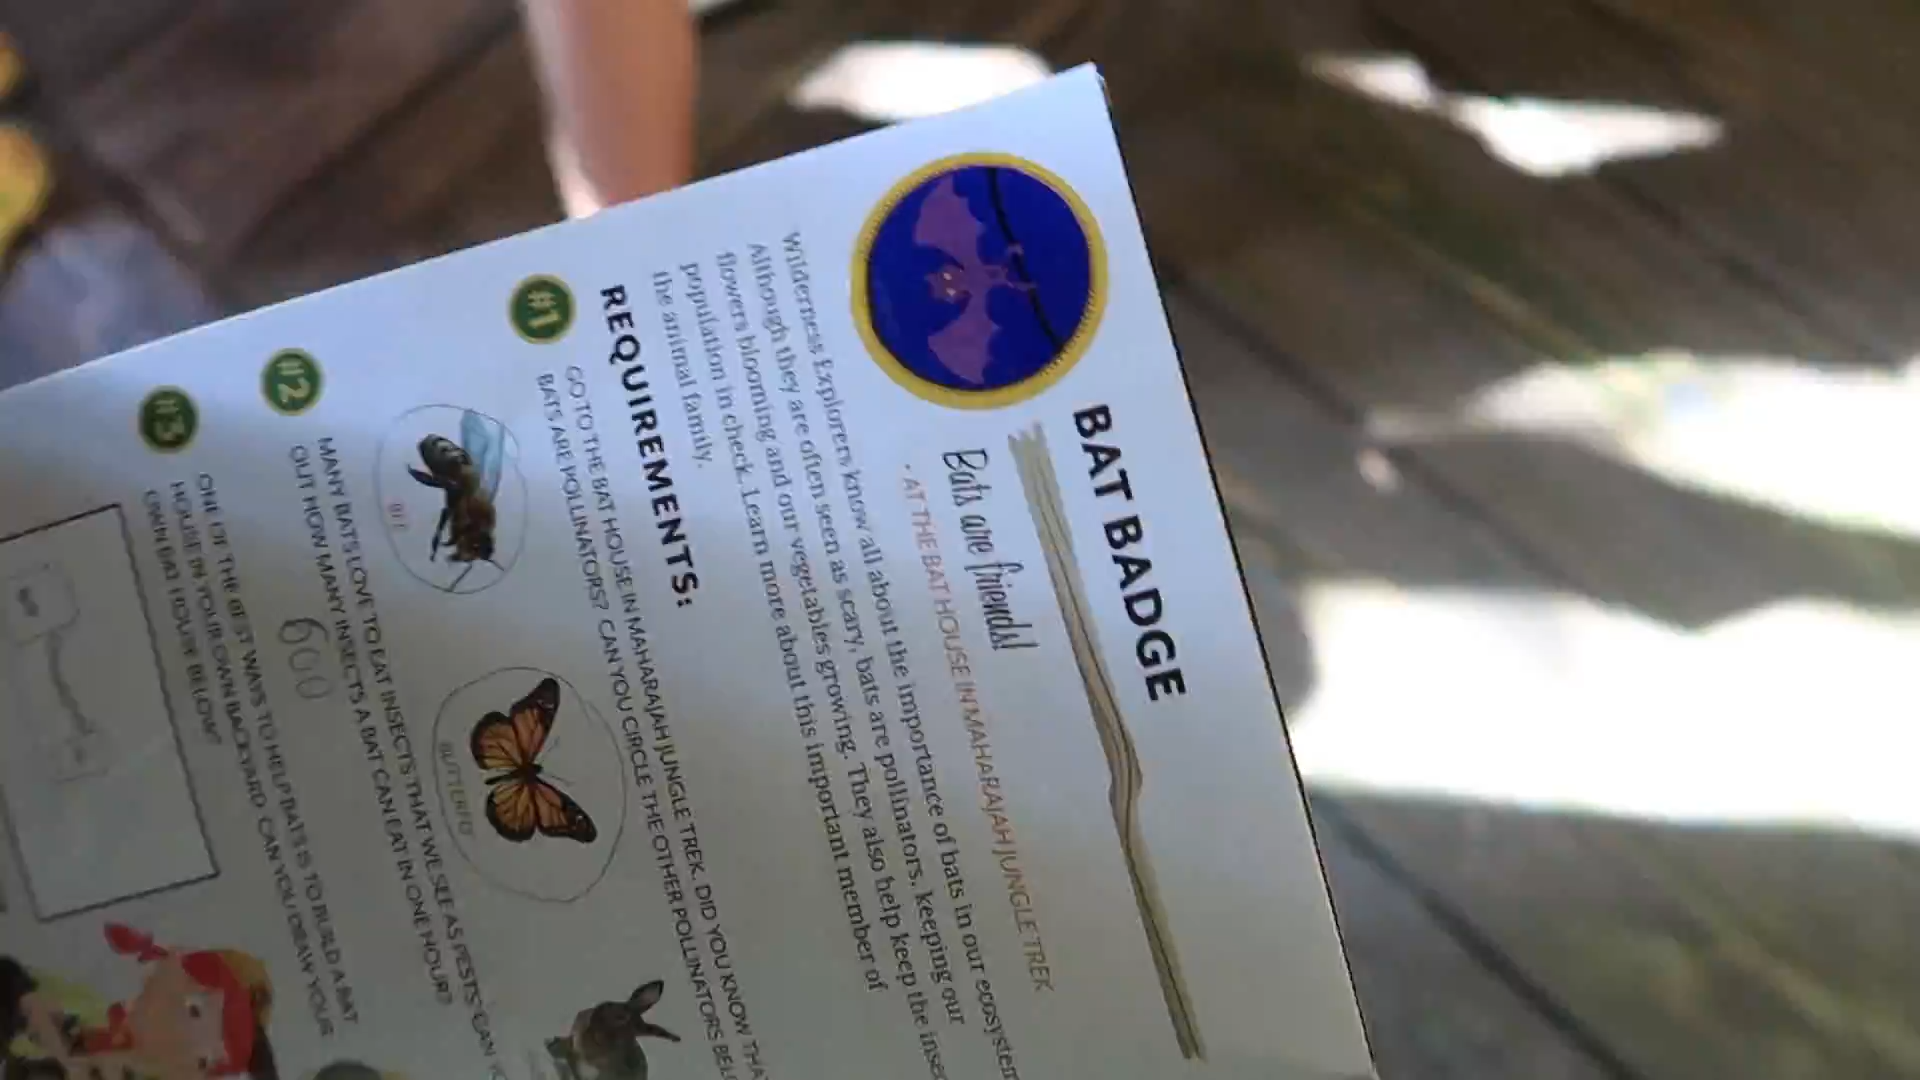 BAT BADGE
Bats are friends!
· AT THE BAT HOUSE IN MAHARAJAH JUNGLE TREK
Wilderness Explorers know all about the importance of bats in our ecosystem
Although they are often seen as scary, bats are pollinators, keeping our
flowers blooming and our vegetables growing. They also help keep the insec
population in check. Learn more about this important member of
the animal family.
REQUIREMENTS:
#1
GO TO THE BAT HOUSE IN MAHARAJAH JUNGLE TREK. DID YOU KNOW THA
BATS ARE POLLINATORS? CAN YOU CIRCLE THE OTHER POLLINATORS BEL
BEE
BUTTERFLY
#2
MANY BATS LOVE TO EAT INSECTS THAT WE SEE AS PESTS. CAN
OUT HOW MANY INSECTS A BAT CAN EAT IN ONE HOUR?
600
#3
ONE OF THE BEST WAYS TO HELP BATS IS TO BUILD A BAT
HOUSE IN YOUR OWN BACKYARD. CAN YOU DRAW YOUR
OWN BAT HOUSE BELOW?